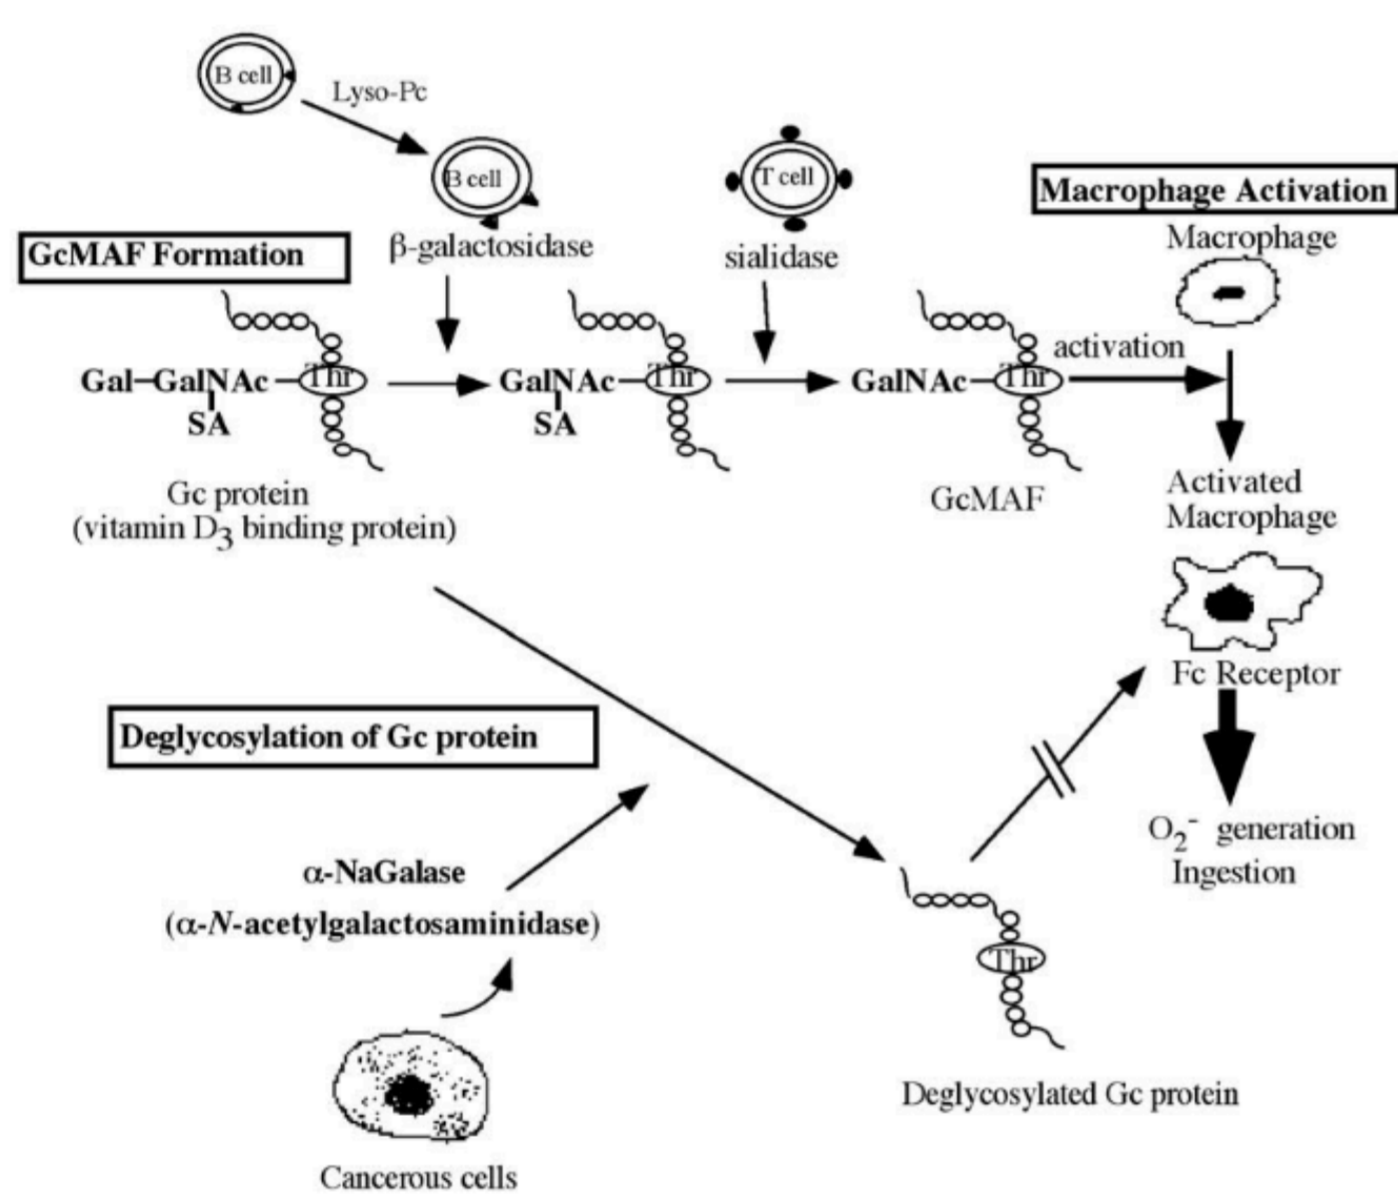 B cell
Lyso-Pc
B cell
T cell
Macrophage Activation
Macrophage
GcMAF Formation
β-galactosidase
sialidase
activation
Gal–GalNAc – Thr
SA
GalNAc – Thr
SA
GalNAc – Thr
Gc protein
(vitamin D3 binding protein)
GcMAF
Activated
Macrophage
Fc Receptor
Deglycosylation of Gc protein
O2- generation
Ingestion
α-NaGalase
(α-N-acetylgalactosaminidase)
Thr
Deglycosylated Gc protein
Cancerous cells